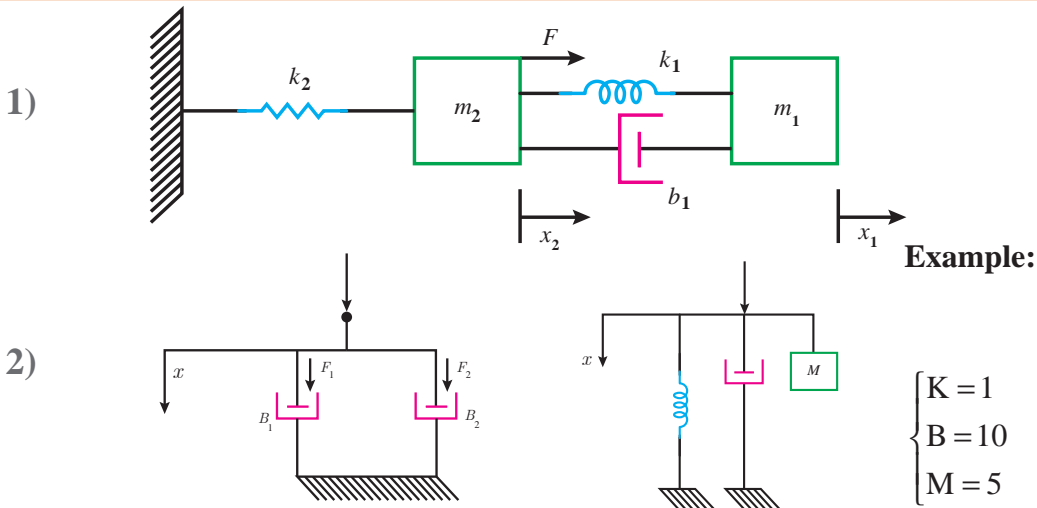 1)
k₂
m₂
F
k₁
b₁
m₁
x₂
x₁
Example:
2)
x
F₁
F₂
B₁
B₂
x
M
K = 1
B = 10
M = 5